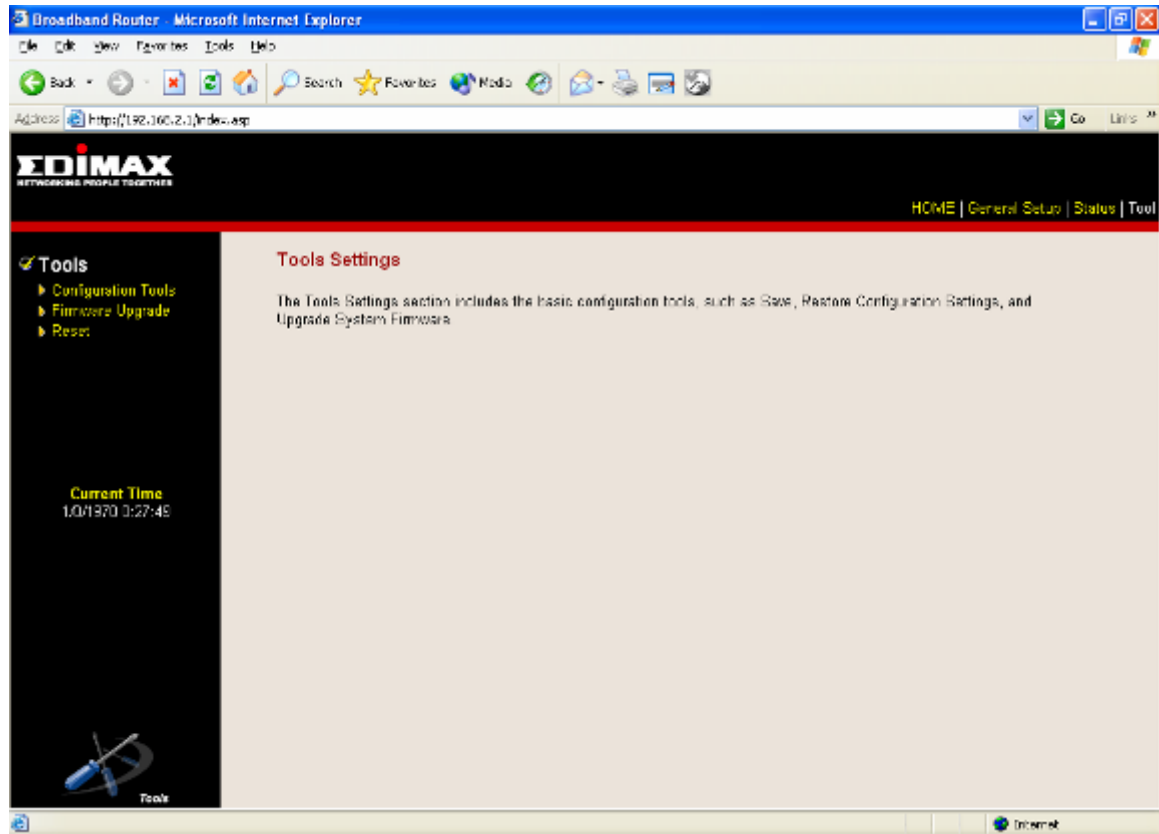 Broadband Router - Microsoft Internet Explorer
File Edit View Favorites Tools Help
Back Search Favorites Media
Address http://192.168.2.1/index.asp Go Links »
EDIMAX
NETWORKING PEOPLE TOGETHER
HOME | General Setup | Status | Tool
Tools
Configuration Tools
Firmware Upgrade
Reset
Tools Settings
The Tools Settings section includes the basic configuration tools, such as Save, Restore Configuration Settings, and
Upgrade System Firmware.
Current Time
1/0/1970 0:27:49
Tools
Internet